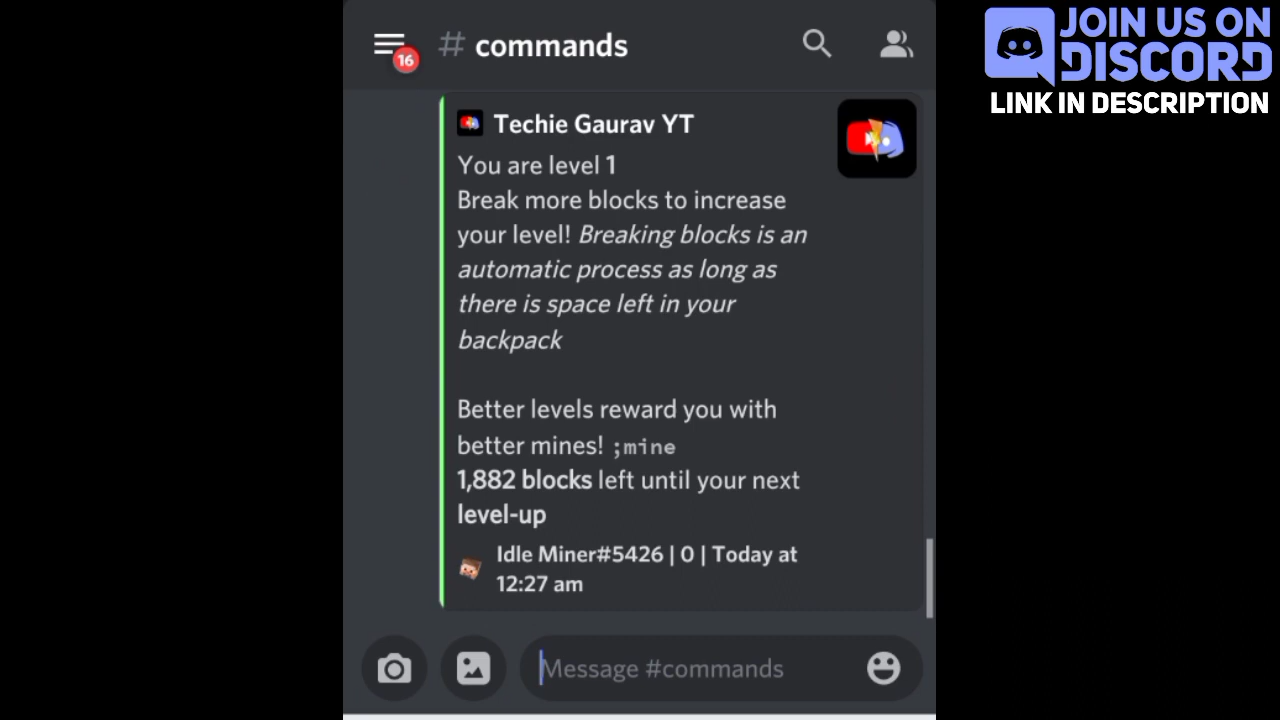 16
# commands
JOIN US ON
DISCORD
LINK IN DESCRIPTION
Techie Gaurav YT
You are level 1
Break more blocks to increase
your level! Breaking blocks is an
automatic process as long as
there is space left in your
backpack
Better levels reward you with
better mines! ;mine
1,882 blocks left until your next
level-up
Idle Miner#5426 | 0 | Today at
12:27 am
Message #commands